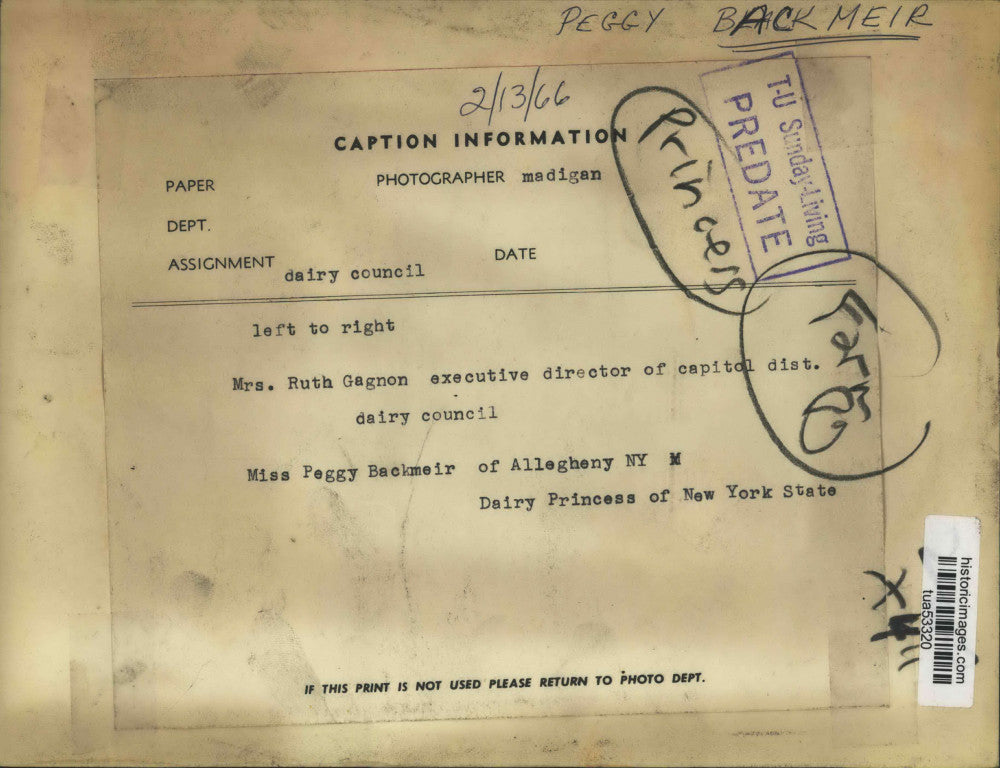 PEGGY BACKMEIR
2/13/66
T-U Sunday-Living
PREDATE
CAPTION INFORMATION
Princess
PAPER
PHOTOGRAPHER madigan
DEPT.
ASSIGNMENT dairy council
DATE
left to right
Mrs. Ruth Gagnon executive director of capitol dist.
dairy council
Miss Peggy Backmeir of Allegheny NY M
Dairy Princess of New York State
historicimages.com
tua53320
IF THIS PRINT IS NOT USED PLEASE RETURN TO PHOTO DEPT.